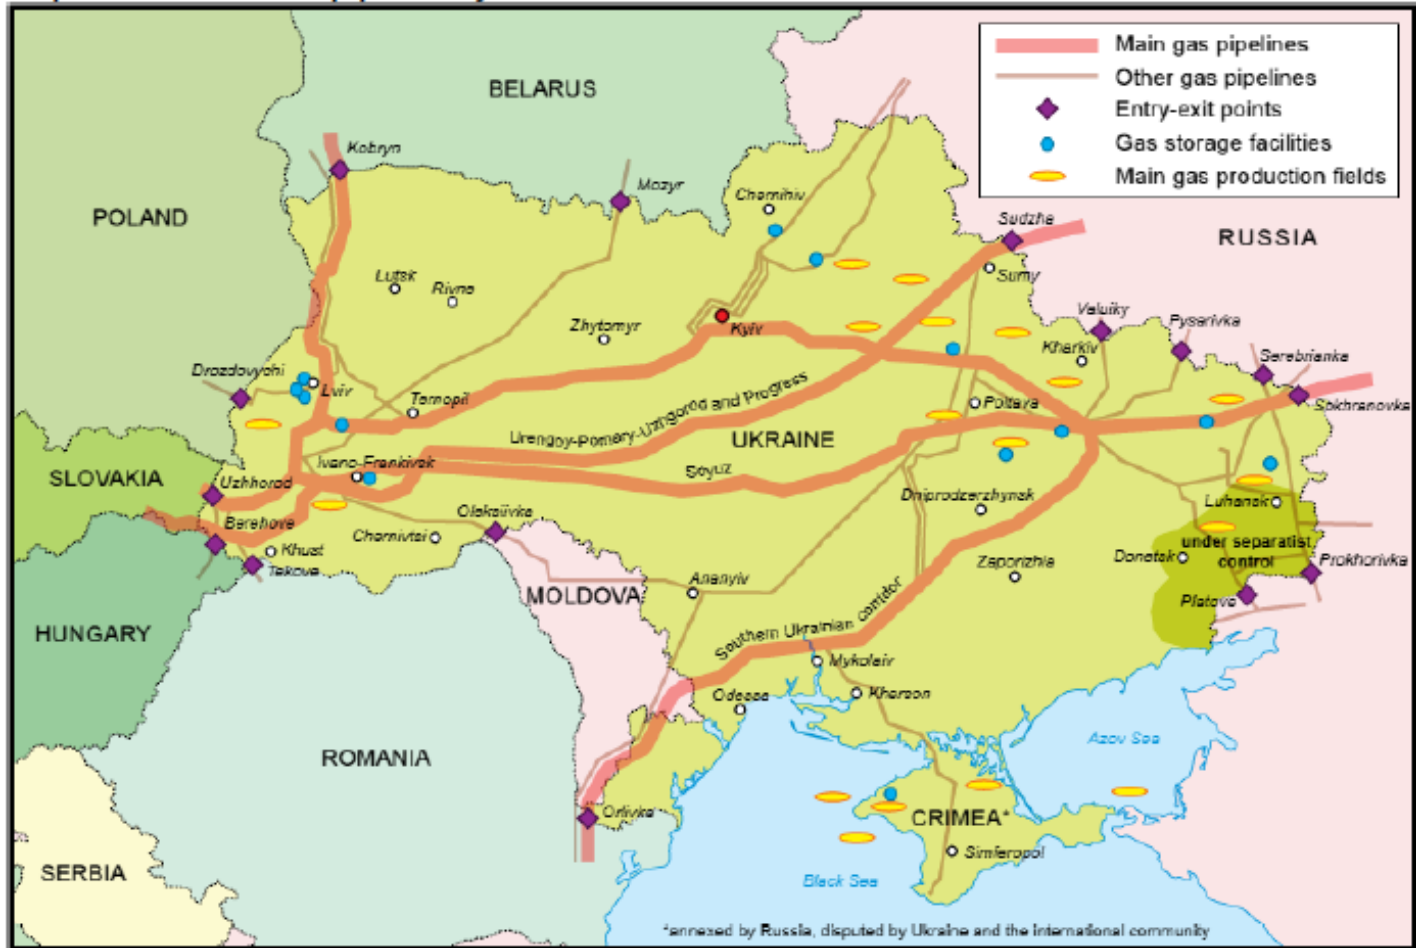 Main gas pipelines
Other gas pipelines
Entry-exit points
Gas storage facilities
Main gas production fields
BELARUS
Kobryn
Mozyr
Chernihiv
POLAND
Sudzha
RUSSIA
Sumy
Lutsk
Rivne
Zhytomyr
Kyiv
Valuiky
Pysarivka
Kharkiv
Serebrianka
Drozdovychi
Lviv
Ternopil
Sokhranovka
Poltava
Urengoy-Pomary-Uzhgorod and Progress
UKRAINE
Soyuz
SLOVAKIA
Uzhhorod
Ivano-Frankivsk
Dniprodzerzhynsk
Luhansk
Berehove
Oleksiivka
Chernivtsi
Khust
Tekove
under separatist
control
Donetsk
Prokhorivka
Zaporizhia
Ananyiv
MOLDOVA
Platovo
HUNGARY
Southern Ukrainian corridor
Mykolaiv
Kherson
Odessa
Azov Sea
ROMANIA
Orlivka
CRIMEA*
Simferopol
SERBIA
Black Sea
*annexed by Russia, disputed by Ukraine and the international community